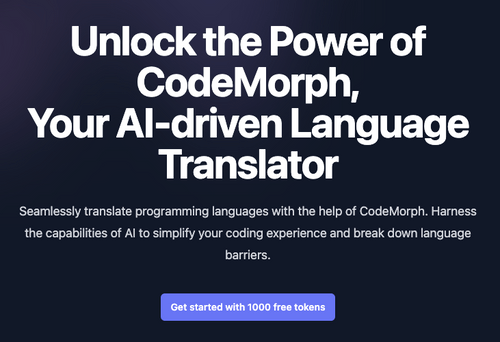 Unlock the Power of
CodeMorph,
Your AI-driven Language
Translator
Seamlessly translate programming languages with the help of CodeMorph. Harness
the capabilities of AI to simplify your coding experience and break down language
barriers.
Get started with 1000 free tokens